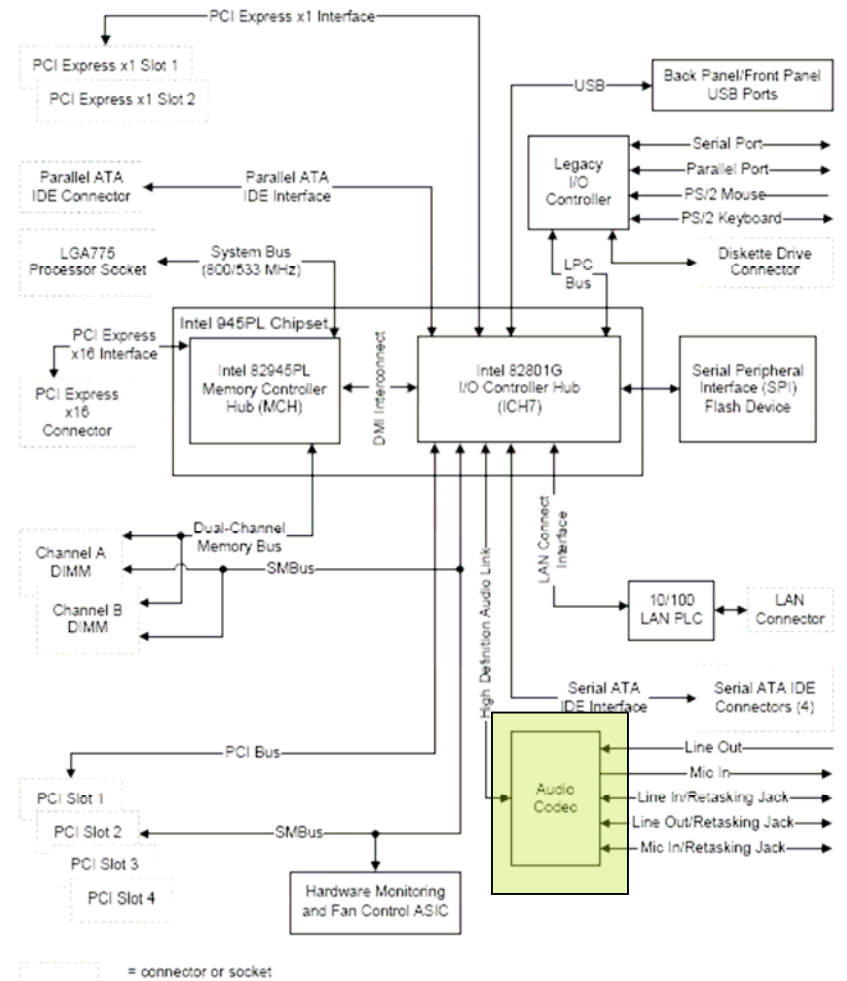 PCI Express x1 Interface
PCI Express x1 Slot 1
PCI Express x1 Slot 2
USB
Back Panel/Front Panel
USB Ports
Legacy
I/O
Controller
Serial Port
Parallel Port
PS/2 Mouse
PS/2 Keyboard
Parallel ATA
IDE Connector
Parallel ATA
IDE Interface
LGA775
Processor Socket
System Bus
(800/533 MHz)
LPC
Bus
Diskette Drive
Connector
Intel 945PL Chipset
PCI Express
x16 Interface
PCI Express
x16
Connector
Intel 82945PL
Memory Controller
Hub (MCH)
DMI Interconnect
Intel 82801G
I/O Controller Hub
(ICH7)
Serial Peripheral
Interface (SPI)
Flash Device
Dual-Channel
Memory Bus
Channel A
DIMM
SMBus
Channel B
DIMM
High Definition Audio Link
LAN Connect
Interface
10/100
LAN PLC
LAN
Connector
Serial ATA
IDE Interface
Serial ATA IDE
Connectors (4)
PCI Bus
PCI Slot 1
PCI Slot 2
PCI Slot 3
PCI Slot 4
SMBus
Hardware Monitoring
and Fan Control ASIC
Audio
Codec
Line Out
Mic In
Line In/Retasking Jack
Line Out/Retasking Jack
Mic In/Retasking Jack
= connector or socket